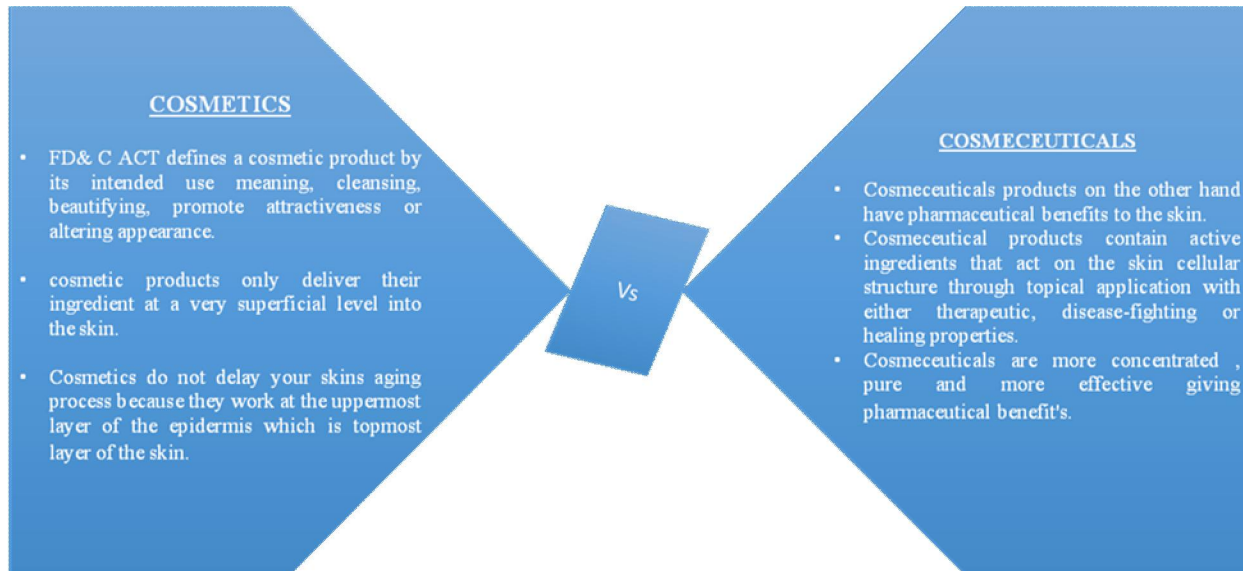 COSMETICS
• FD& C ACT defines a cosmetic product by
its intended use meaning, cleansing,
beautifying, promote attractiveness or
altering appearance.
• cosmetic products only deliver their
ingredient at a very superficial level into
the skin.
• Cosmetics do not delay your skins aging
process because they work at the uppermost
layer of the epidermis which is topmost
layer of the skin.
Vs
COSMECEUTICALS
• Cosmeceuticals products on the other hand
have pharmaceutical benefits to the skin.
• Cosmeceutical products contain active
ingredients that act on the skin cellular
structure through topical application with
either therapeutic, disease-fighting or
healing properties.
• Cosmeceuticals are more concentrated ,
pure and more effective giving
pharmaceutical benefit's.